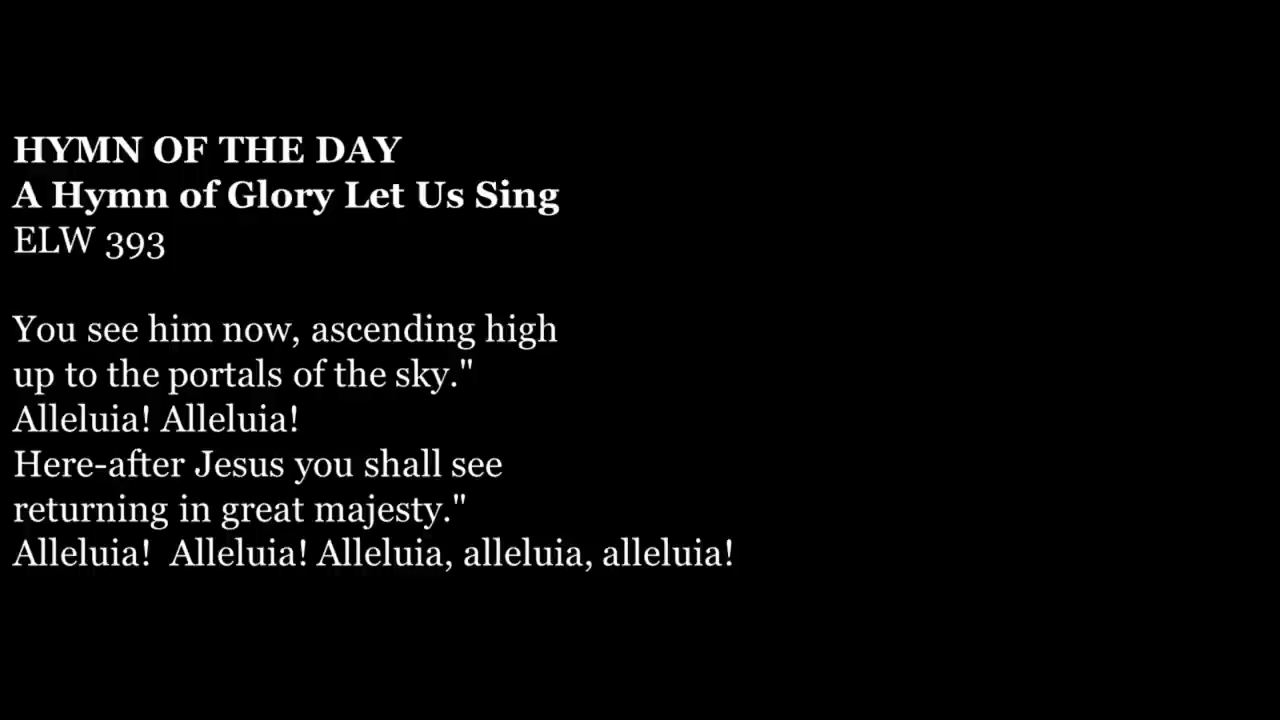 HYMN OF THE DAY
A Hymn of Glory Let Us Sing
ELW 393
You see him now, ascending high
up to the portals of the sky."
Alleluia! Alleluia!
Here-after Jesus you shall see
returning in great majesty."
Alleluia!  Alleluia! Alleluia, alleluia, alleluia!